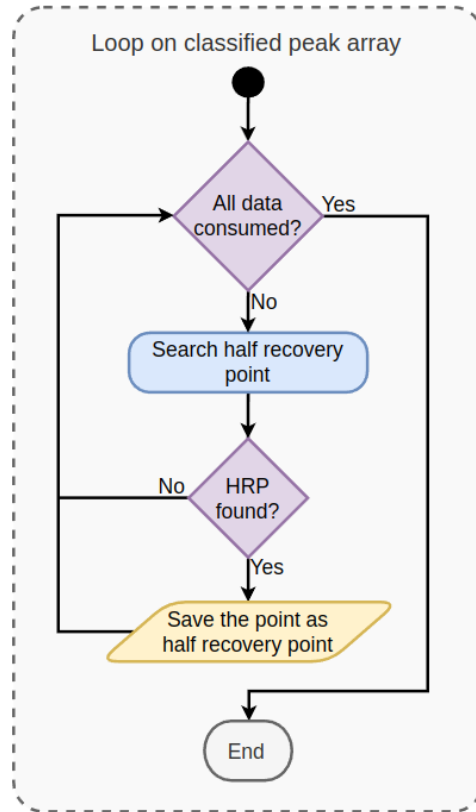 Loop on classified peak array
All data
consumed?
Yes
No
Search half recovery
point
No
HRP
found?
Yes
Save the point as
half recovery point
End